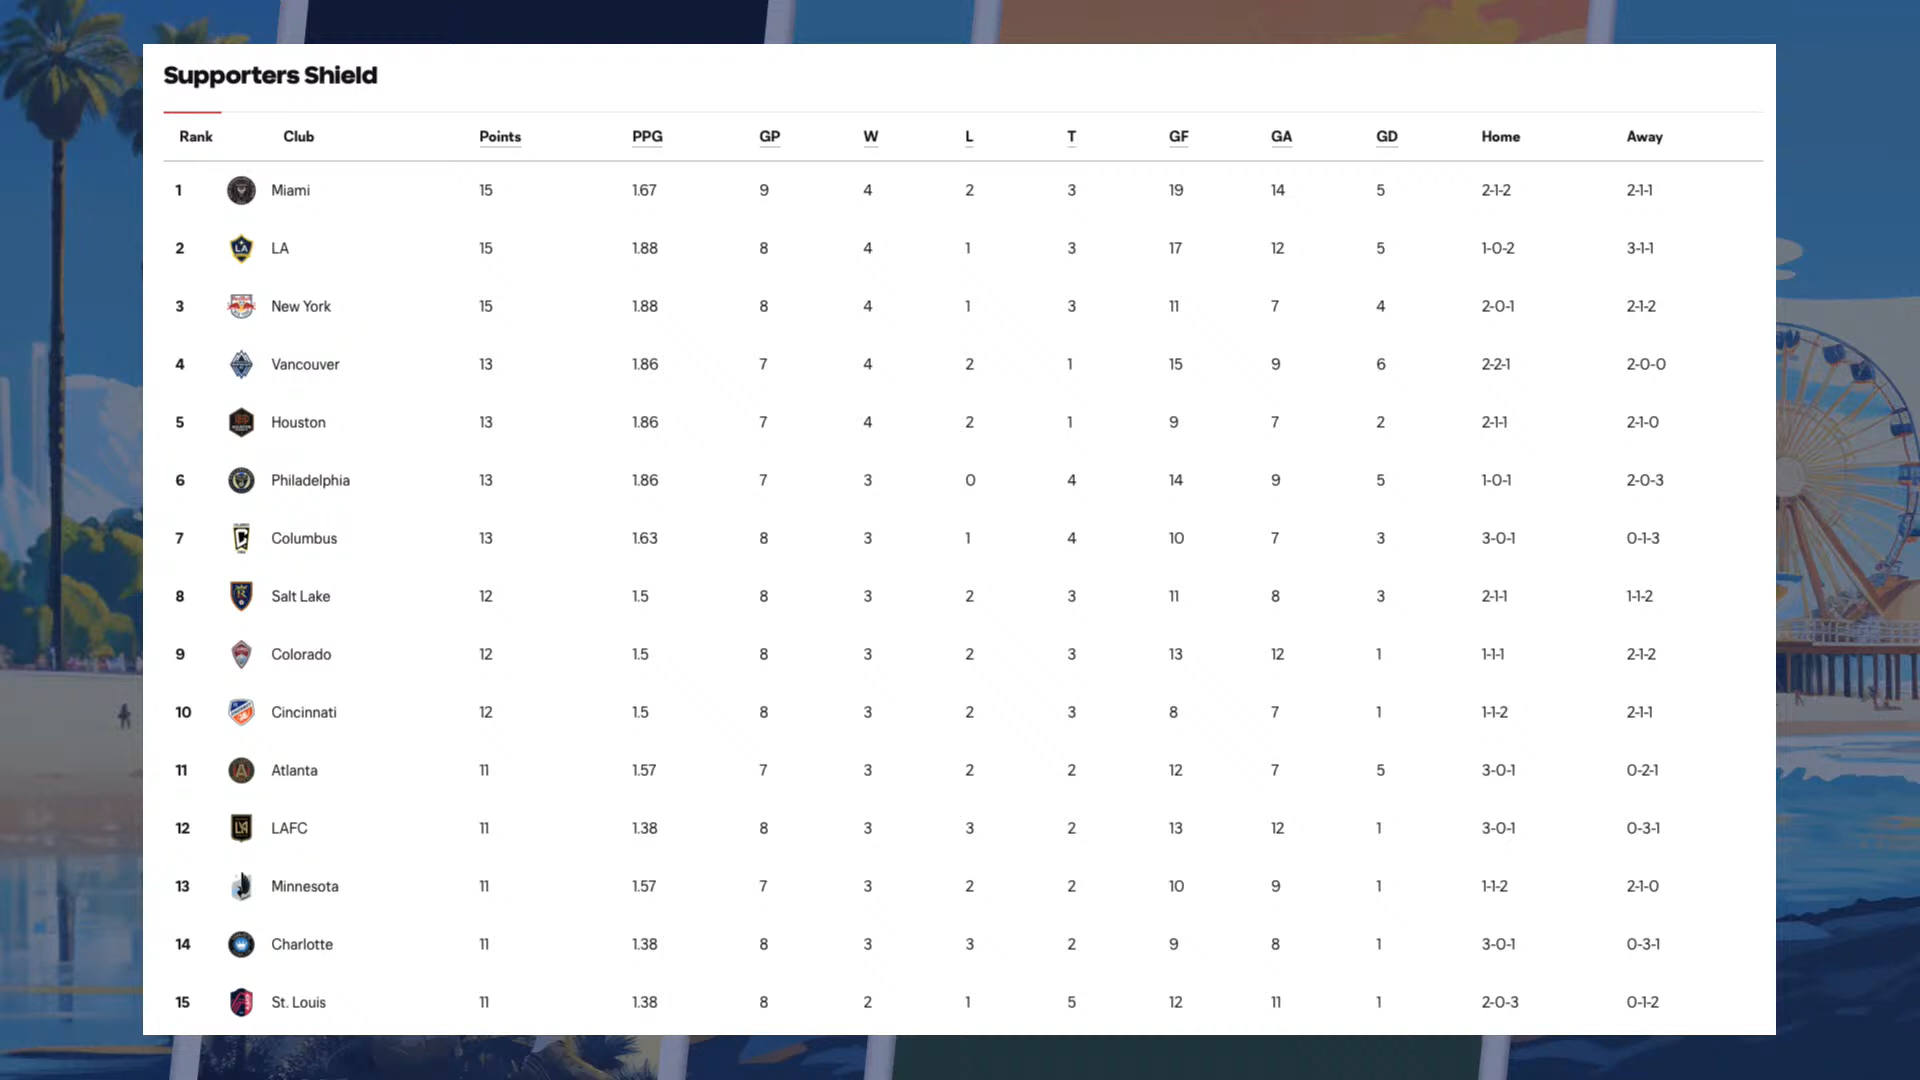 Supporters Shield
Rank Club Points PPG GP W L T GF GA GD Home Away
1 Miami 15 1.67 9 4 2 3 19 14 5 2-1-2 2-1-1
2 LA 15 1.88 8 4 1 3 17 12 5 1-0-2 3-1-1
3 New York 15 1.88 8 4 1 3 11 7 4 2-0-1 2-1-2
4 Vancouver 13 1.86 7 4 2 1 15 9 6 2-2-1 2-0-0
5 Houston 13 1.86 7 4 2 1 9 7 2 2-1-1 2-1-0
6 Philadelphia 13 1.86 7 3 0 4 14 9 5 1-0-1 2-0-3
7 Columbus 13 1.63 8 3 1 4 10 7 3 3-0-1 0-1-3
8 Salt Lake 12 1.5 8 3 2 3 11 8 3 2-1-1 1-1-2
9 Colorado 12 1.5 8 3 2 3 13 12 1 1-1-1 2-1-2
10 Cincinnati 12 1.5 8 3 2 3 8 7 1 1-1-2 2-1-1
11 Atlanta 11 1.57 7 3 2 2 12 7 5 3-0-1 0-2-1
12 LAFC 11 1.38 8 3 3 2 13 12 1 3-0-1 0-3-1
13 Minnesota 11 1.57 7 3 2 2 10 9 1 1-1-2 2-1-0
14 Charlotte 11 1.38 8 3 3 2 9 8 1 3-0-1 0-3-1
15 St. Louis 11 1.38 8 2 1 5 12 11 1 2-0-3 0-1-2